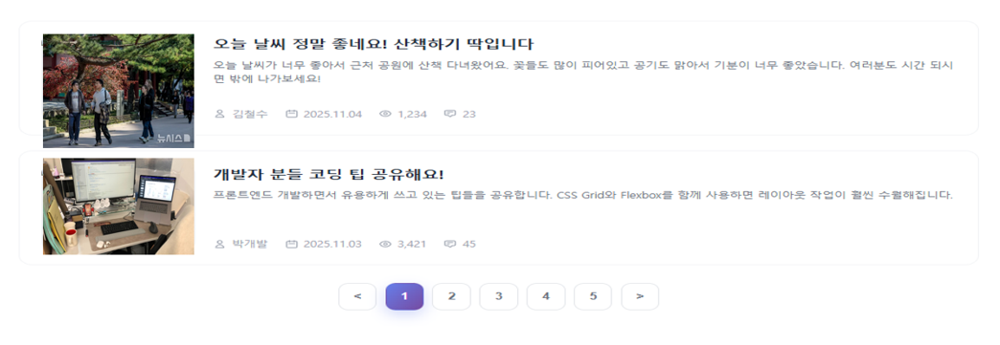 오늘 날씨 정말 좋네요! 산책하기 딱입니다
오늘 날씨가 너무 좋아서 근처 공원에 산책 다녀왔어요. 꽃들도 많이 피어있고 공기도 맑아서 기분이 너무 좋았습니다. 여러분도 시간 되시
면 밖에 나가보세요!
김철수 2025.11.04 1,234 23
뉴시스
개발자 분들 코딩 팁 공유해요!
프론트엔드 개발하면서 유용하게 쓰고 있는 팁들을 공유합니다. CSS Grid와 Flexbox를 함께 사용하면 레이아웃 작업이 훨씬 수월해집니다.
박개발 2025.11.03 3,421 45
< 1 2 3 4 5 >